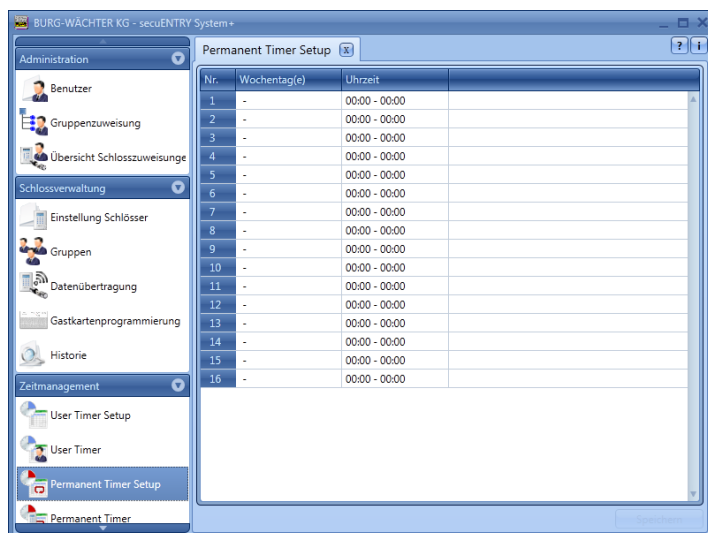 BURG-WÄCHTER KG - secuENTRY System+
Administration
Benutzer
Gruppenzuweisung
Übersicht Schlosszuweisunge
Schlossverwaltung
Einstellung Schlösser
Gruppen
Datenübertragung
Gastkartenprogrammierung
Historie
Zeitmanagement
User Timer Setup
User Timer
Permanent Timer Setup
Permanent Timer
Permanent Timer Setup x
? i
Nr. Wochentag(e) Uhrzeit
1 - 00:00 - 00:00
2 - 00:00 - 00:00
3 - 00:00 - 00:00
4 - 00:00 - 00:00
5 - 00:00 - 00:00
6 - 00:00 - 00:00
7 - 00:00 - 00:00
8 - 00:00 - 00:00
9 - 00:00 - 00:00
10 - 00:00 - 00:00
11 - 00:00 - 00:00
12 - 00:00 - 00:00
13 - 00:00 - 00:00
14 - 00:00 - 00:00
15 - 00:00 - 00:00
16 - 00:00 - 00:00
Speichern